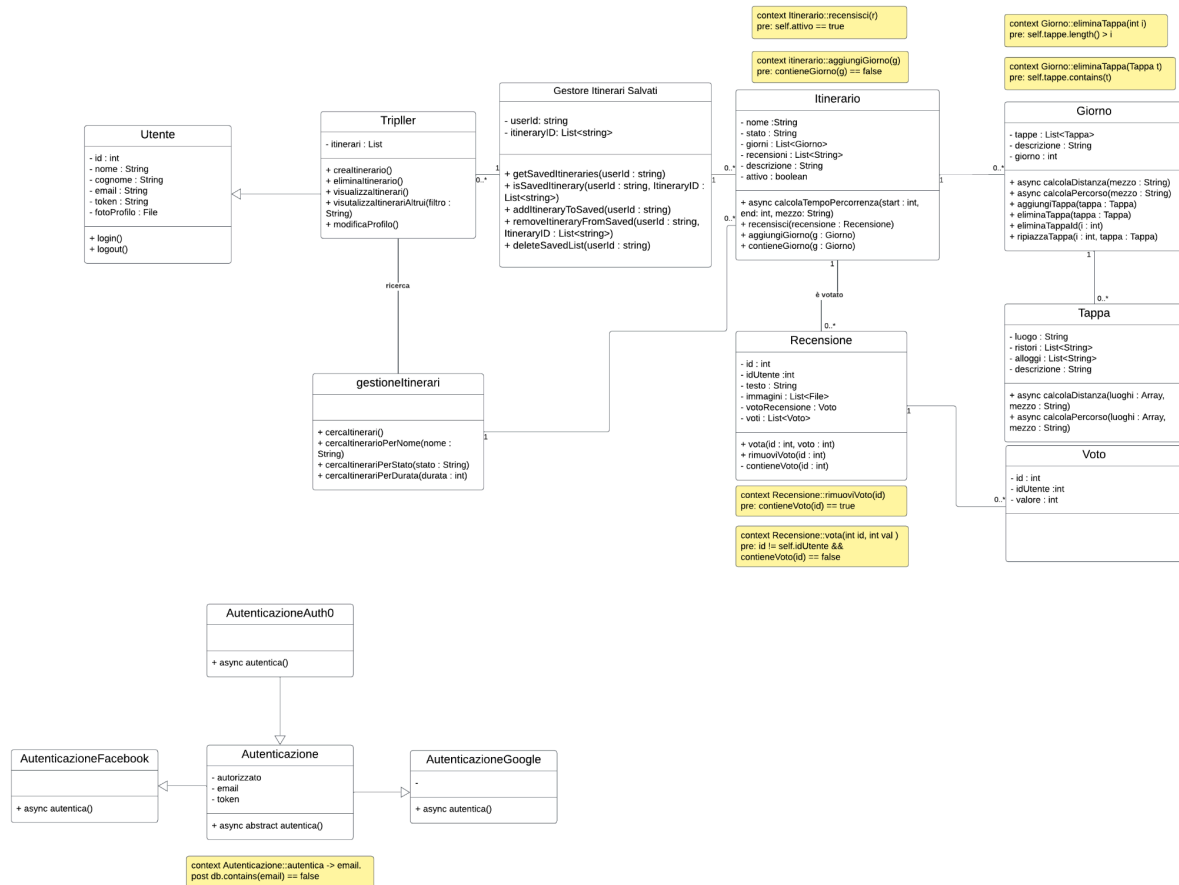 context Itinerario::recensisci(r)
pre: self.attivo == true
context itinerario::aggiungiGiorno(g)
pre: contieneGiorno(g) == false
context Giorno::eliminaTappa(int i)
pre: self.tappe.length() > i
context Giorno::eliminaTappa(Tappa t)
pre: self.tappe.contains(t)
Utente
- id : int
- nome : String
- cognome : String
- email : String
- token : String
- fotoProfilo : File
+ login()
+ logout()
Tripller
- itinerari : List
+ creaItinerario()
+ eliminaItinerario()
+ visualizzaItinerari()
+ visutalizzaItinerariAltrui(filtro :
String)
+ modificaProfilo()
1
0..*
Gestore Itinerari Salvati
- userId: string
- itineraryID: List<string>
+ getSavedItineraries(userId : string)
+ isSavedItinerary(userId : string, ItineraryID :
List<string>)
+ addItineraryToSaved(userId : string)
+ removeItineraryFromSaved(userId : string,
ItineraryID : List<string>)
+ deleteSavedList(userId : string)
0..*
1
0..*
Itinerario
- nome :String
- stato : String
- giorni : List<Giorno>
- recensioni : List<String>
- descrizione : String
- attivo : boolean
+ async calcolaTempoPercorrenza(start : int,
end: int, mezzo: String)
+ recensisci(recensione : Recensione)
+ aggiungiGiorno(g : Giorno)
+ contieneGiorno(g : Giorno)
0..*
1
1
Giorno
- tappe : List<Tappa>
- descrizione : String
- giorno : int
+ async calcolaDistanza(mezzo : String)
+ async calcolaPercorso(mezzo : String)
+ aggiungiTappa(tappa : Tappa)
+ eliminaTappa(tappa : Tappa)
+ eliminaTappaId(i : int)
+ ripiazzaTappa(i : int, tappa : Tappa)
1
0..*
ricerca
è votato
0..*
gestioneItinerari
+ cercaItinerari()
+ cercaItinerarioPerNome(nome :
String)
+ cercaItinerariPerStato(stato : String)
+ cercaItinerariPerDurata(durata : int)
1
Recensione
- id : int
- idUtente :int
- testo : String
- immagini : List<File>
- votoRecensione : Voto
- voti : List<Voto>
+ vota(id : int, voto : int)
+ rimuoviVoto(id : int)
- contieneVoto(id : int)
1
0..*
Tappa
- luogo : String
- ristori : List<String>
- alloggi : List<String>
- descrizione : String
+ async calcolaDistanza(luoghi : Array,
mezzo : String)
+ async calcolaPercorso(luoghi : Array,
mezzo : String)
Voto
- id : int
- idUtente :int
- valore : int
context Recensione::rimuoviVoto(id)
pre: contieneVoto(id) == true
context Recensione::vota(int id, int val )
pre: id != self.idUtente &&
contieneVoto(id) == false
AutenticazioneAuth0
+ async autentica()
AutenticazioneFacebook
+ async autentica()
Autenticazione
- autorizzato
- email
- token
+ async abstract autentica()
AutenticazioneGoogle
-
+ async autentica()
context Autenticazione::autentica -> email.
post db.contains(email) == false